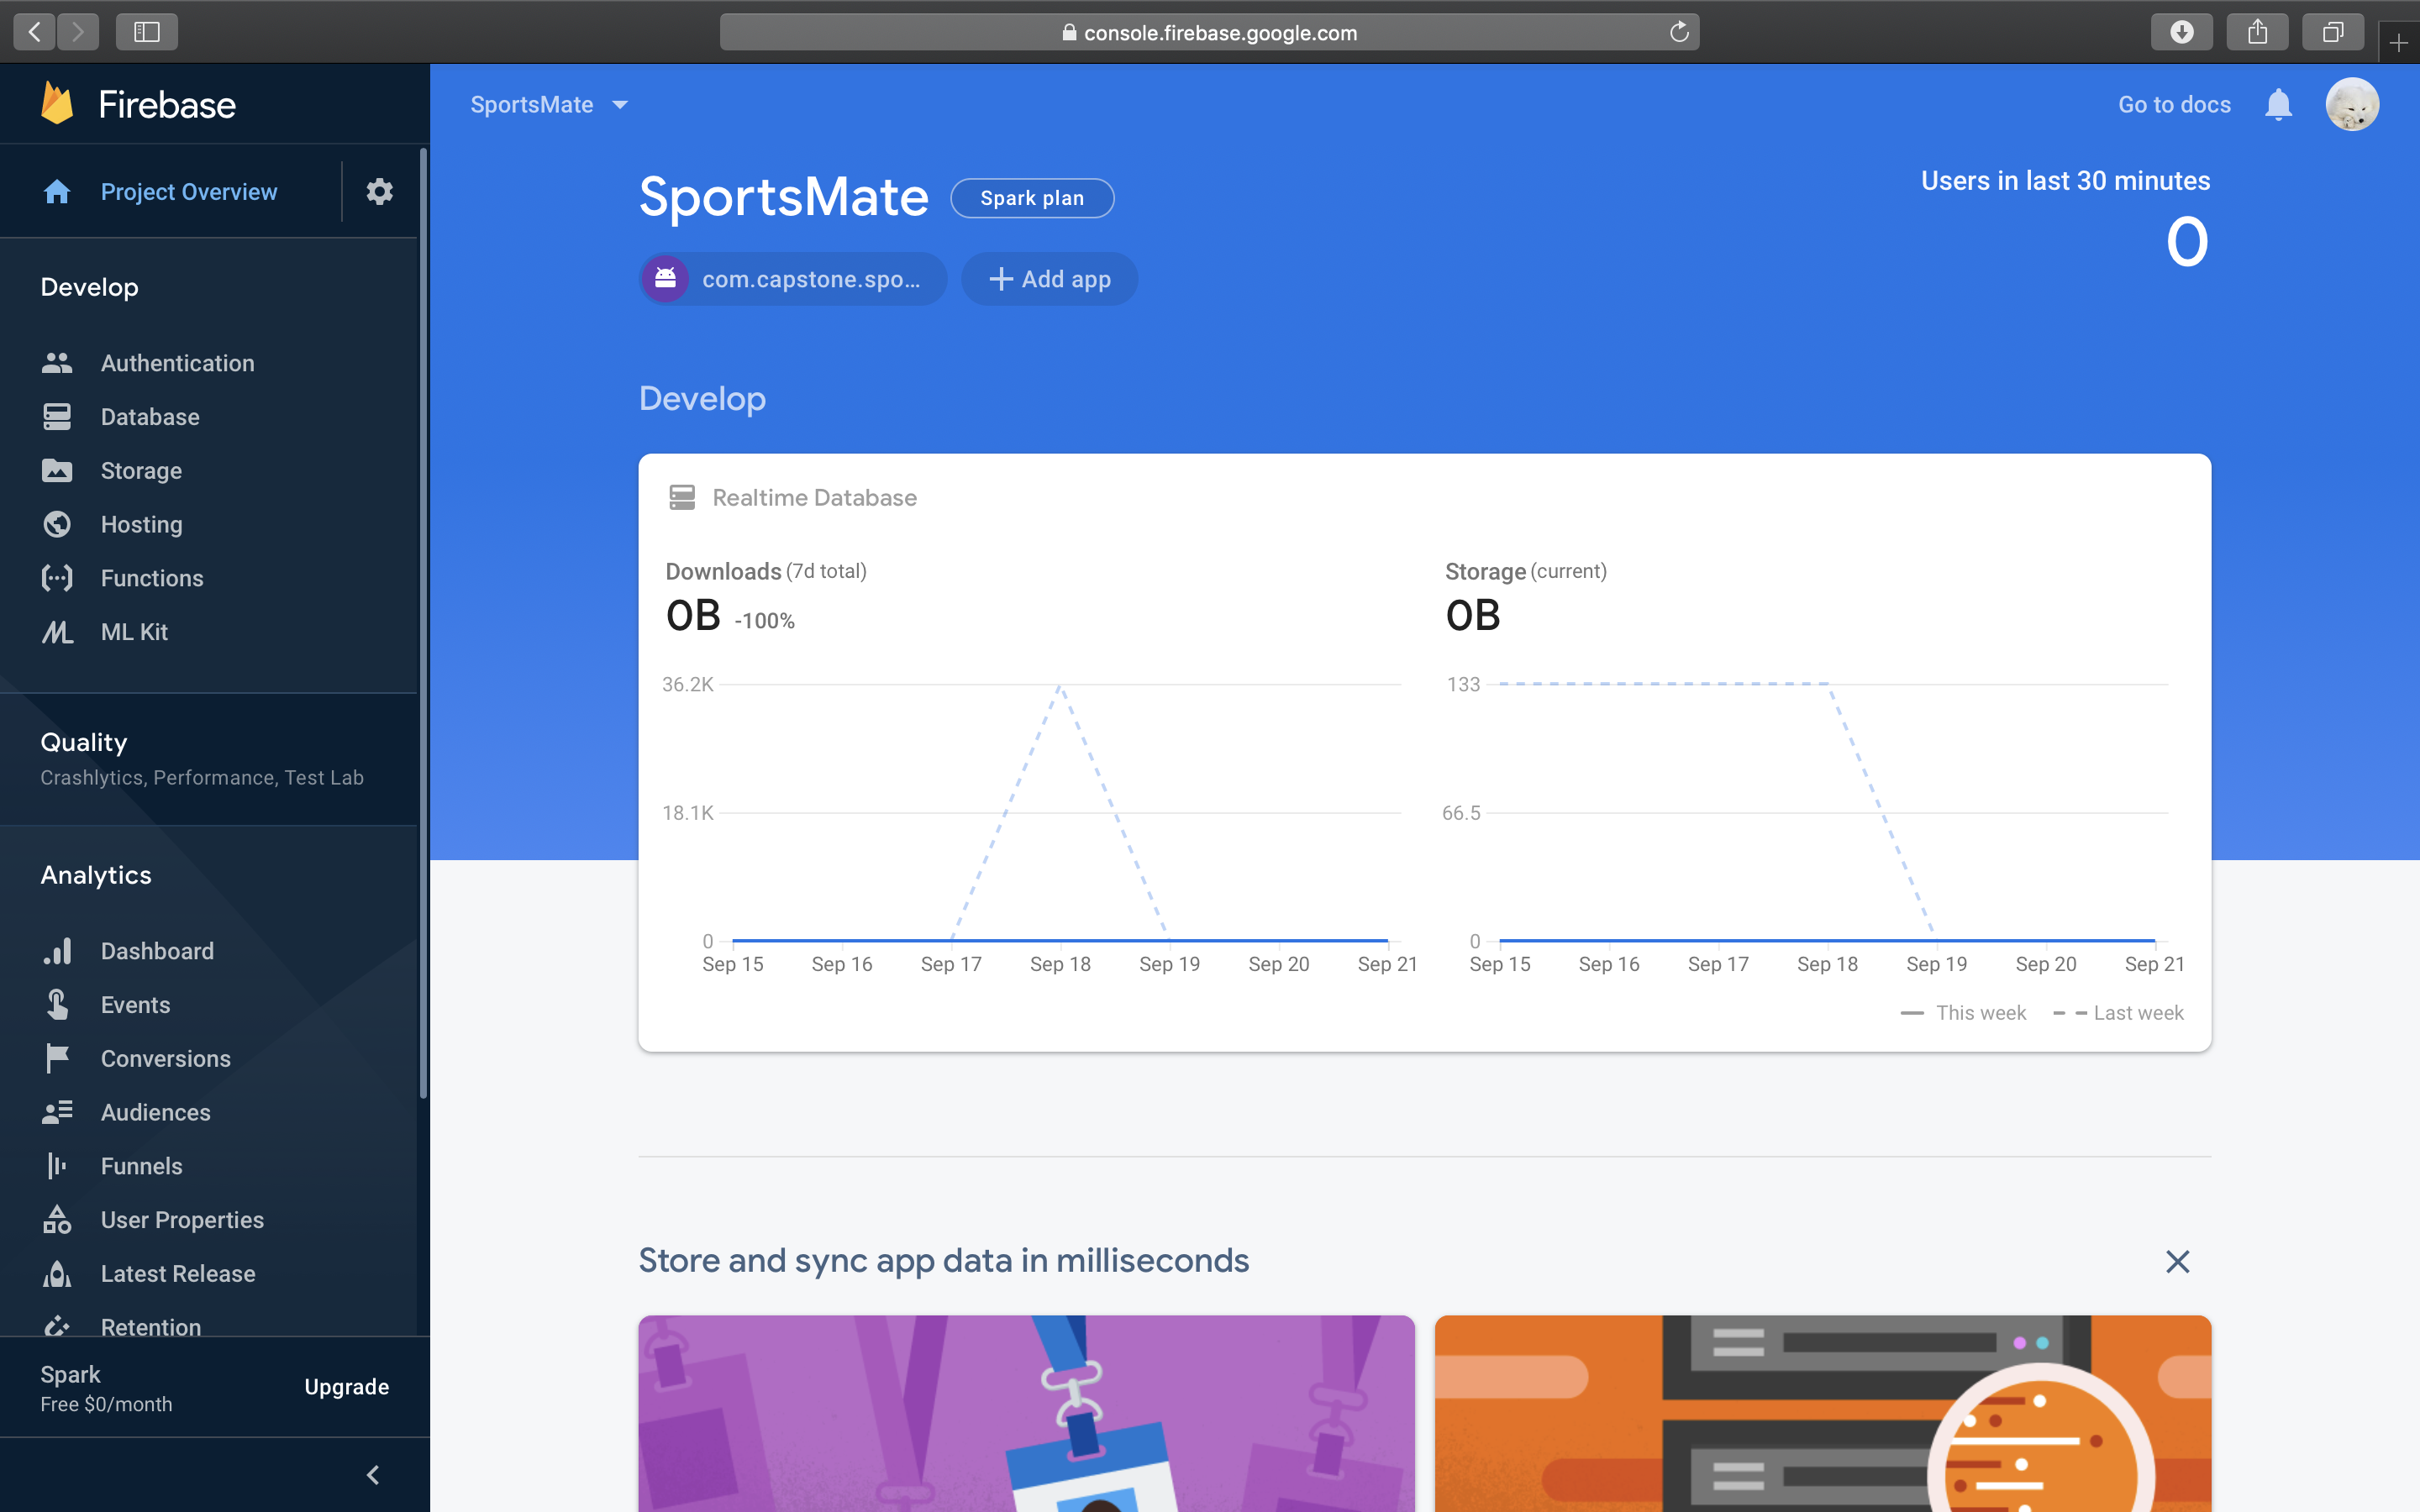 console.firebase.google.com
Firebase
Project Overview
Develop
Authentication
Database
Storage
Hosting
Functions
ML Kit
Quality
Crashlytics, Performance, Test Lab
Analytics
Dashboard
Events
Conversions
Audiences
Funnels
User Properties
Latest Release
Retention
Spark
Free $0/month
Upgrade
SportsMate
Go to docs
SportsMate
Spark plan
com.capstone.spo...
Add app
Users in last 30 minutes
0
Develop
Realtime Database
Downloads (7d total)
0B -100%
36.2K
18.1K
0
Sep 15 Sep 16 Sep 17 Sep 18 Sep 19 Sep 20 Sep 21
Storage (current)
0B
133
66.5
0
Sep 15 Sep 16 Sep 17 Sep 18 Sep 19 Sep 20 Sep 21
This week Last week
Store and sync app data in milliseconds